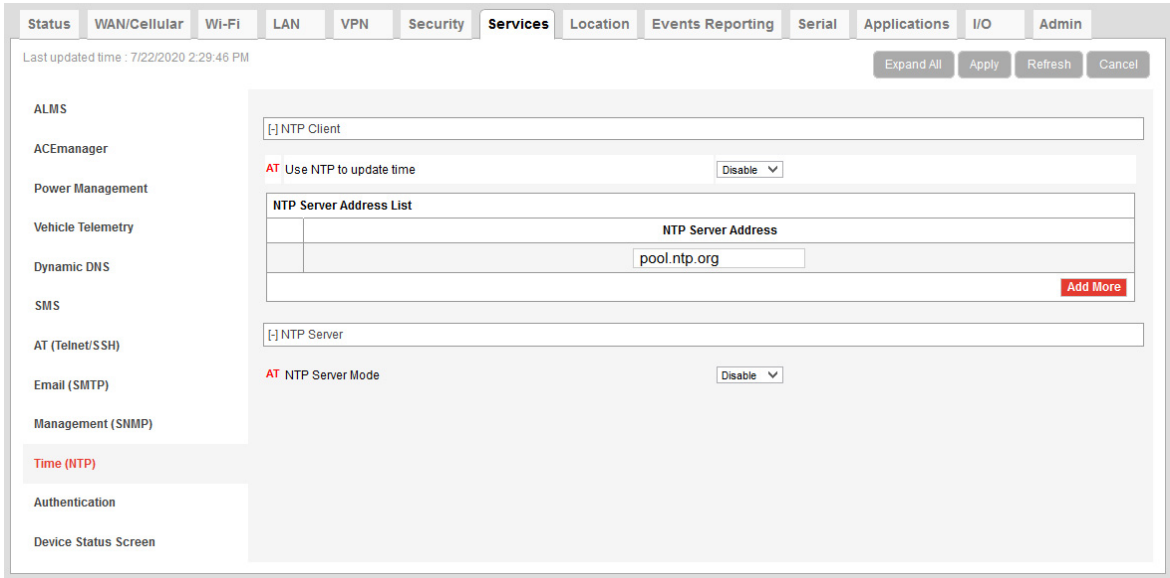 Status WAN/Cellular Wi-Fi LAN VPN Security Services Location Events Reporting Serial Applications I/O Admin
Last updated time : 7/22/2020 2:29:46 PM
Expand All Apply Refresh Cancel
ALMS
ACEmanager
Power Management
Vehicle Telemetry
Dynamic DNS
SMS
AT (Telnet/SSH)
Email (SMTP)
Management (SNMP)
Time (NTP)
Authentication
Device Status Screen
[-] NTP Client
AT Use NTP to update time Disable
NTP Server Address List
NTP Server Address
pool.ntp.org
Add More
[-] NTP Server
AT NTP Server Mode Disable